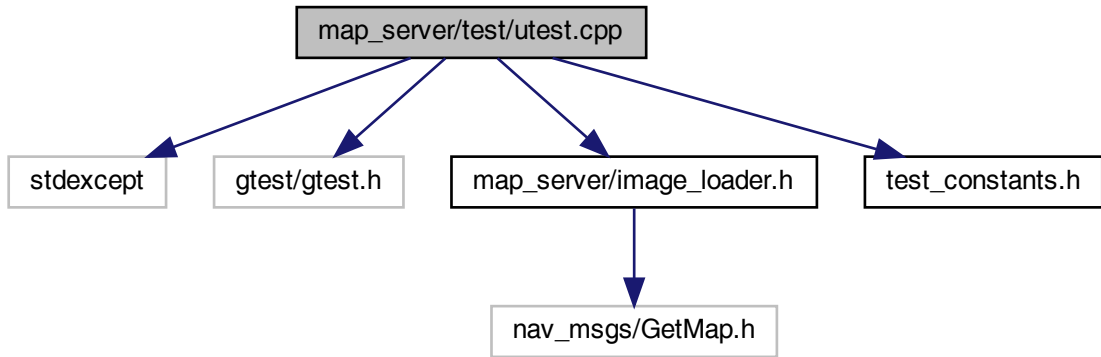 map_server/test/utest.cpp
stdexcept
gtest/gtest.h
map_server/image_loader.h
test_constants.h
nav_msgs/GetMap.h